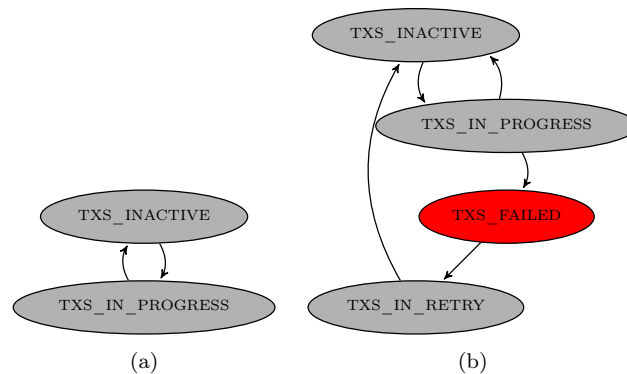 TXS_INACTIVE
TXS_IN_PROGRESS
(a)
TXS_INACTIVE
TXS_IN_PROGRESS
TXS_FAILED
TXS_IN_RETRY
(b)